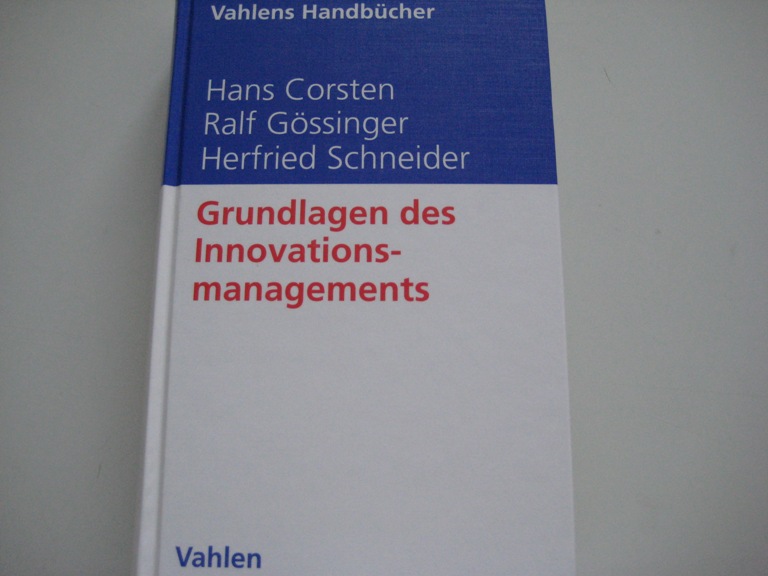 Vahlens Handbücher
Hans Corsten
Ralf Gössinger
Herfried Schneider
Grundlagen des
Innovations-
managements
Vahlen